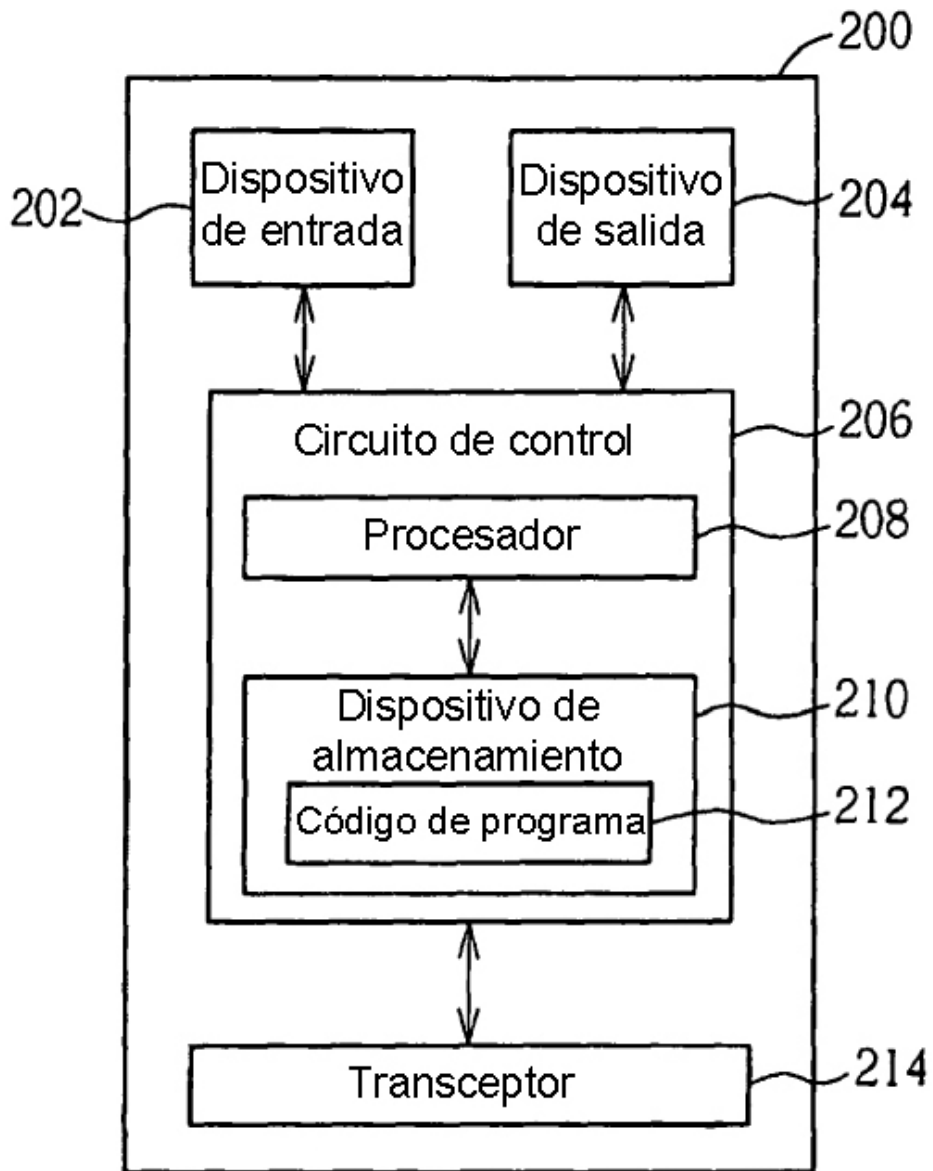 200
Dispositivo
de entrada
202
Dispositivo
de salida
204
Circuito de control
206
Procesador
208
Dispositivo de
almacenamiento
210
Código de programa
212
Transceptor
214